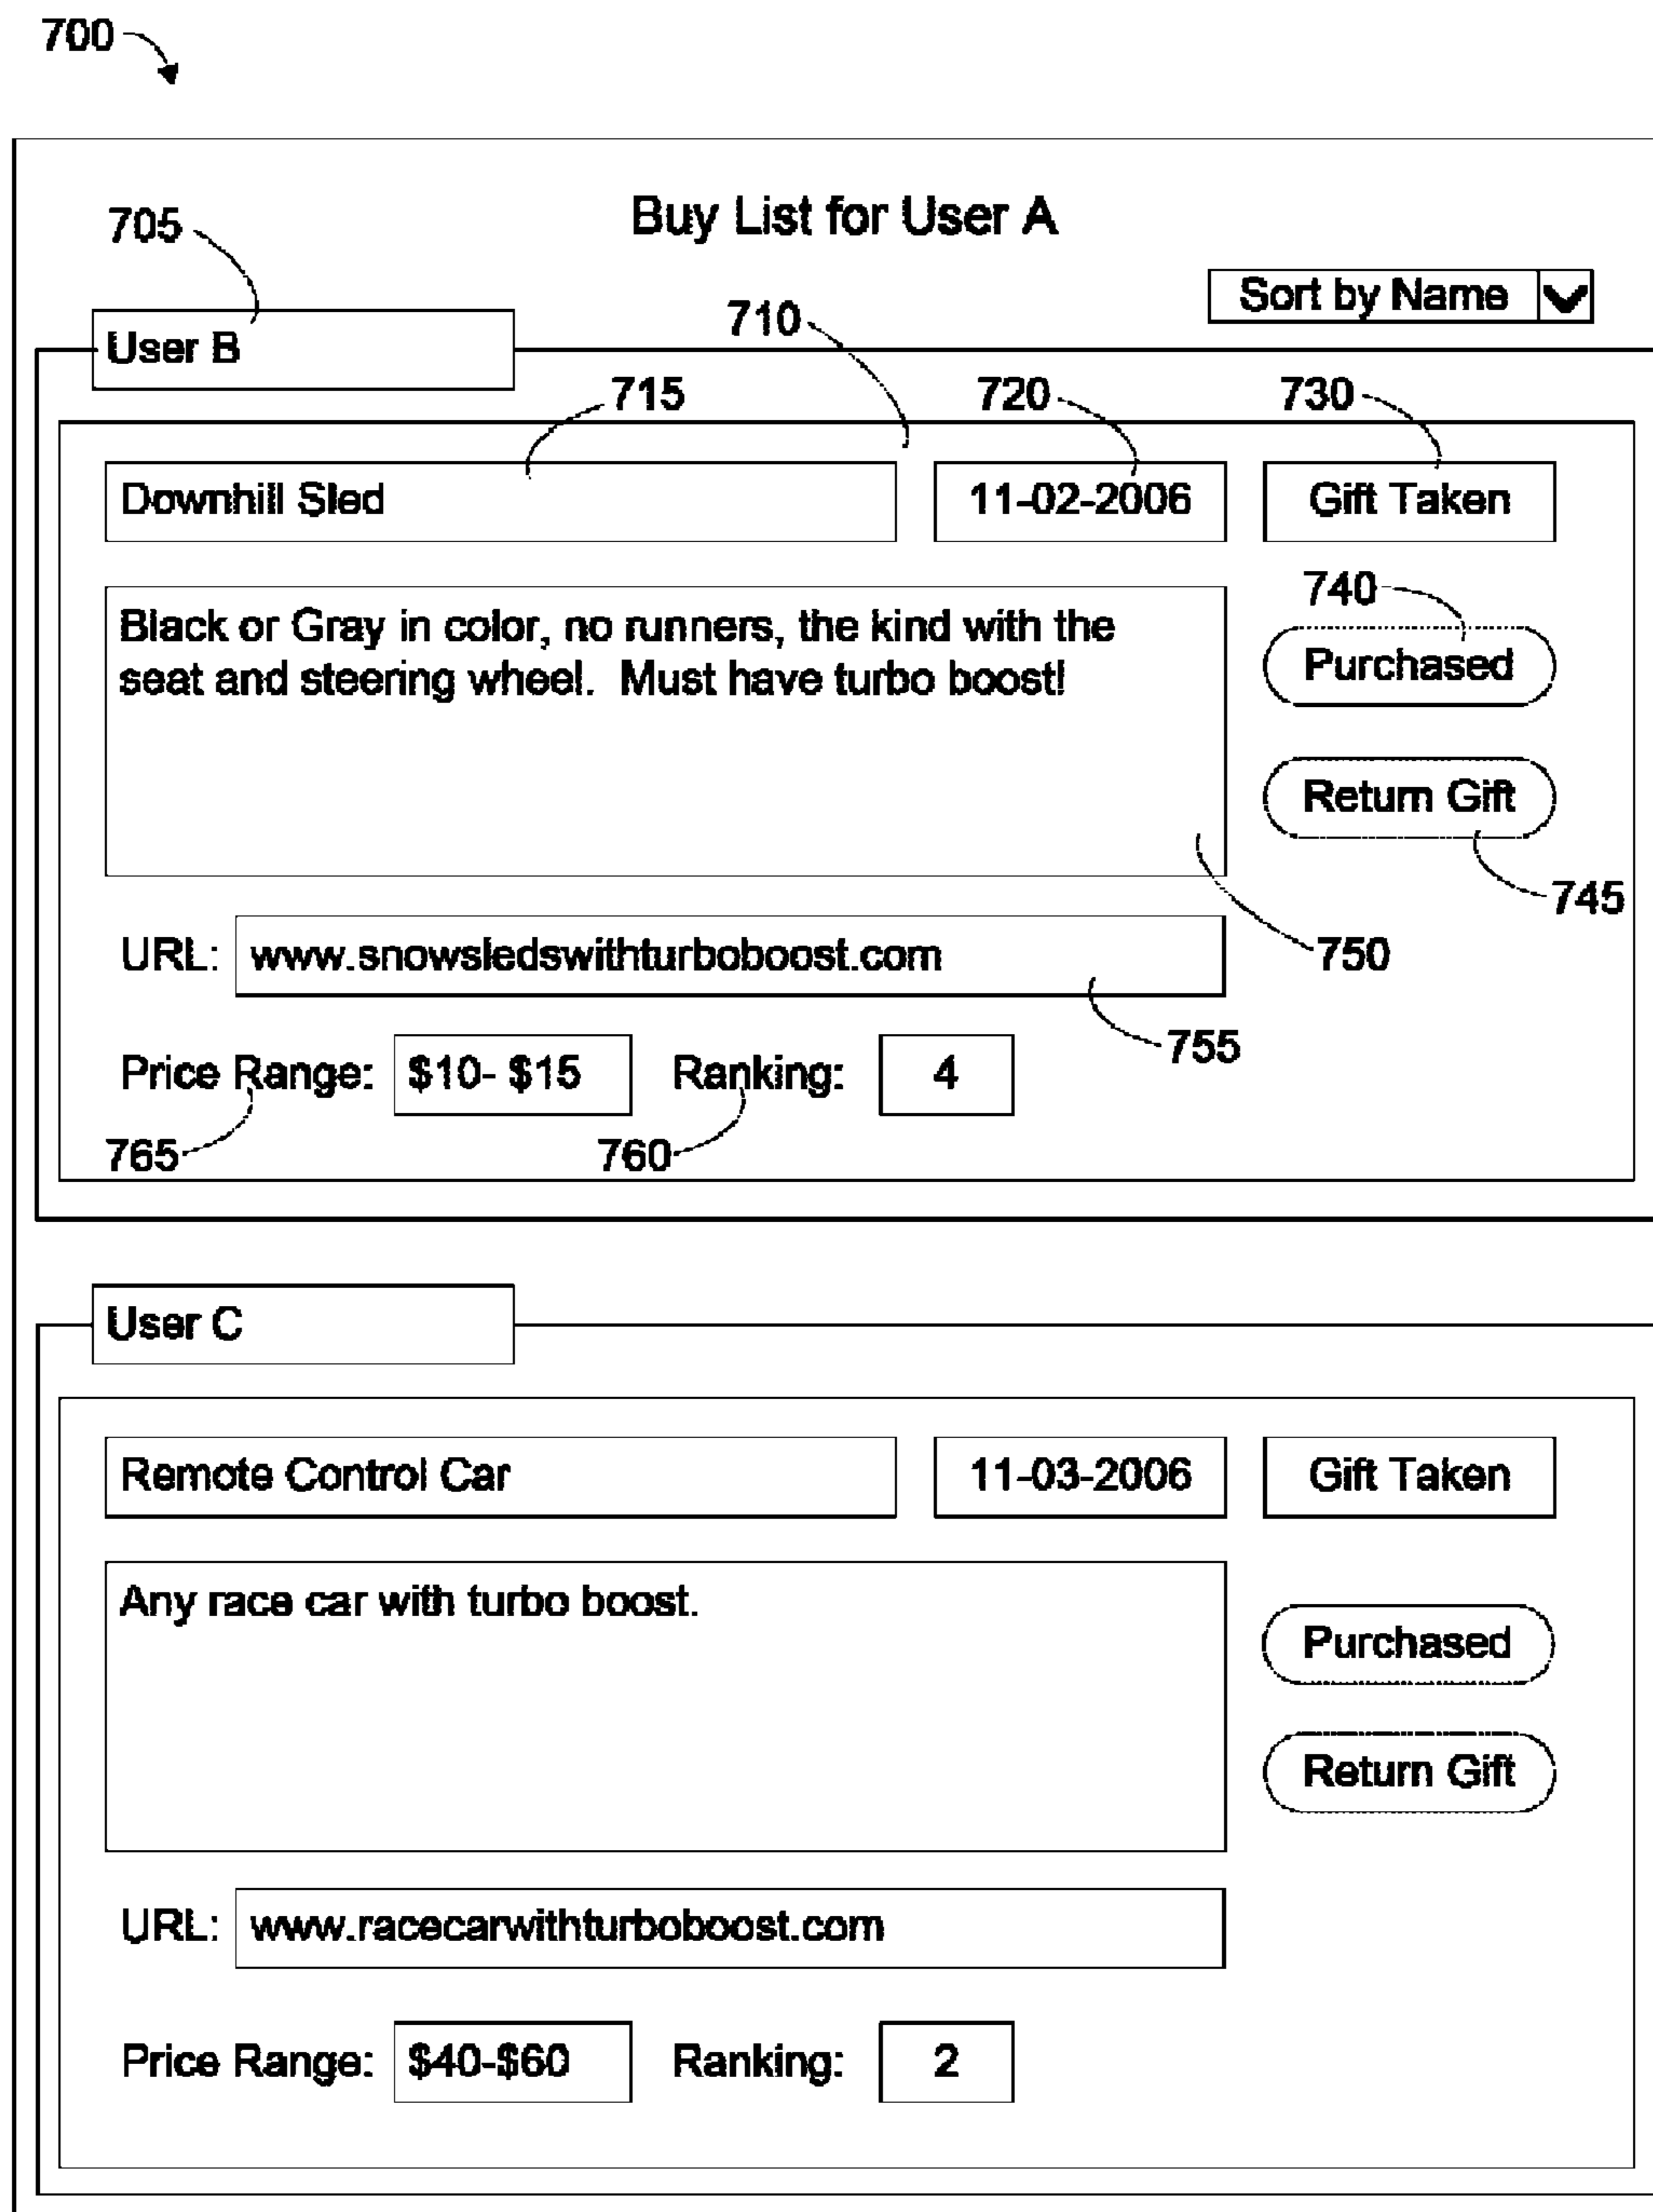 700
Buy List for User A
705
Sort by Name
710
User B
715
720
730
Downhill Sled
11-02-2006
Gift Taken
Black or Gray in color, no runners, the kind with the
seat and steering wheel. Must have turbo boost!
740
Purchased
Return Gift
745
750
URL: www.snowsledswithturboboost.com
755
Price Range: $10- $15 Ranking: 4
765
760
User C
Remote Control Car
11-03-2006
Gift Taken
Any race car with turbo boost.
Purchased
Return Gift
URL: www.racecarwithturboboost.com
Price Range: $40-$60 Ranking: 2